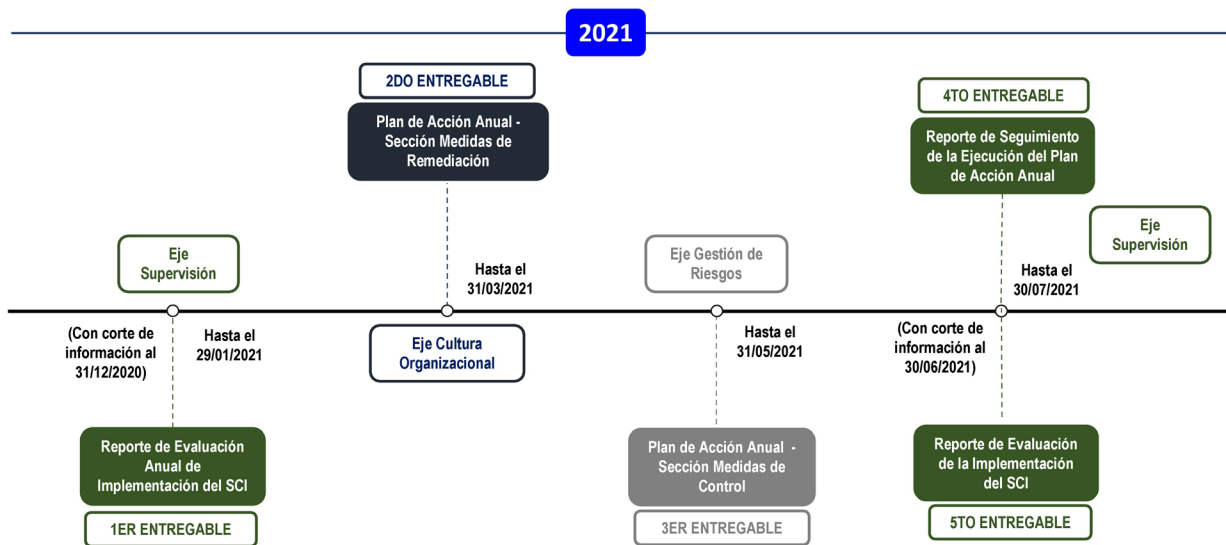 2021
2DO ENTREGABLE
Plan de Acción Anual -
Sección Medidas de
Remediación
4TO ENTREGABLE
Reporte de Seguimiento
de la Ejecución del Plan
de Acción Anual
Eje
Supervisión
Hasta el
31/03/2021
Eje Gestión de
Riesgos
Hasta el
30/07/2021
Eje
Supervisión
(Con corte de
información al
31/12/2020)
Hasta el
29/01/2021
Eje Cultura
Organizacional
Hasta el
31/05/2021
(Con corte de
información al
30/06/2021)
Reporte de Evaluación
Anual de
Implementación del SCI
1ER ENTREGABLE
Plan de Acción Anual -
Sección Medidas de
Control
3ER ENTREGABLE
Reporte de Evaluación
de la Implementación
del SCI
5TO ENTREGABLE